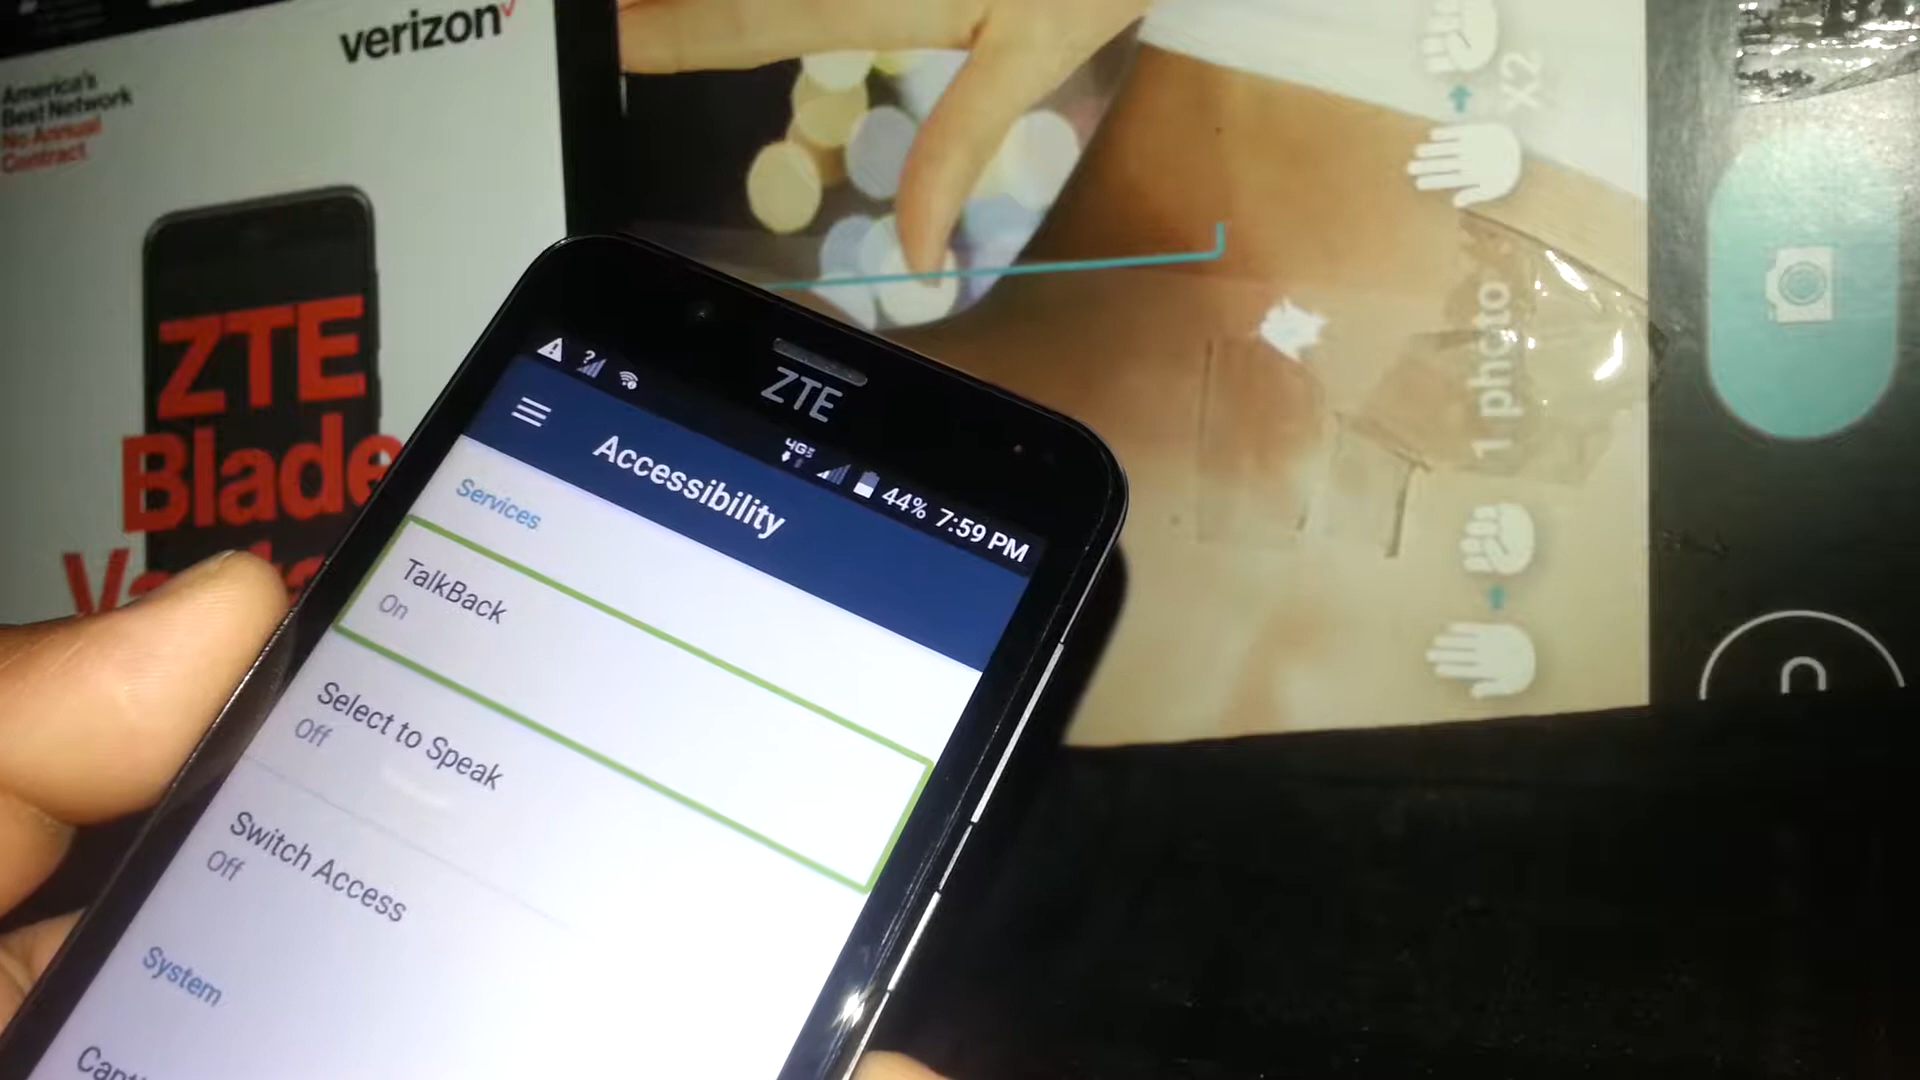 verizon
America's
Best Network
No Annual
Contract.
ZTE
Blade
ZTE
4G
44% 7:59 PM
Accessibility
Services
TalkBack
On
Select to Speak
Off
Switch Access
Off
System
X2
1 photo